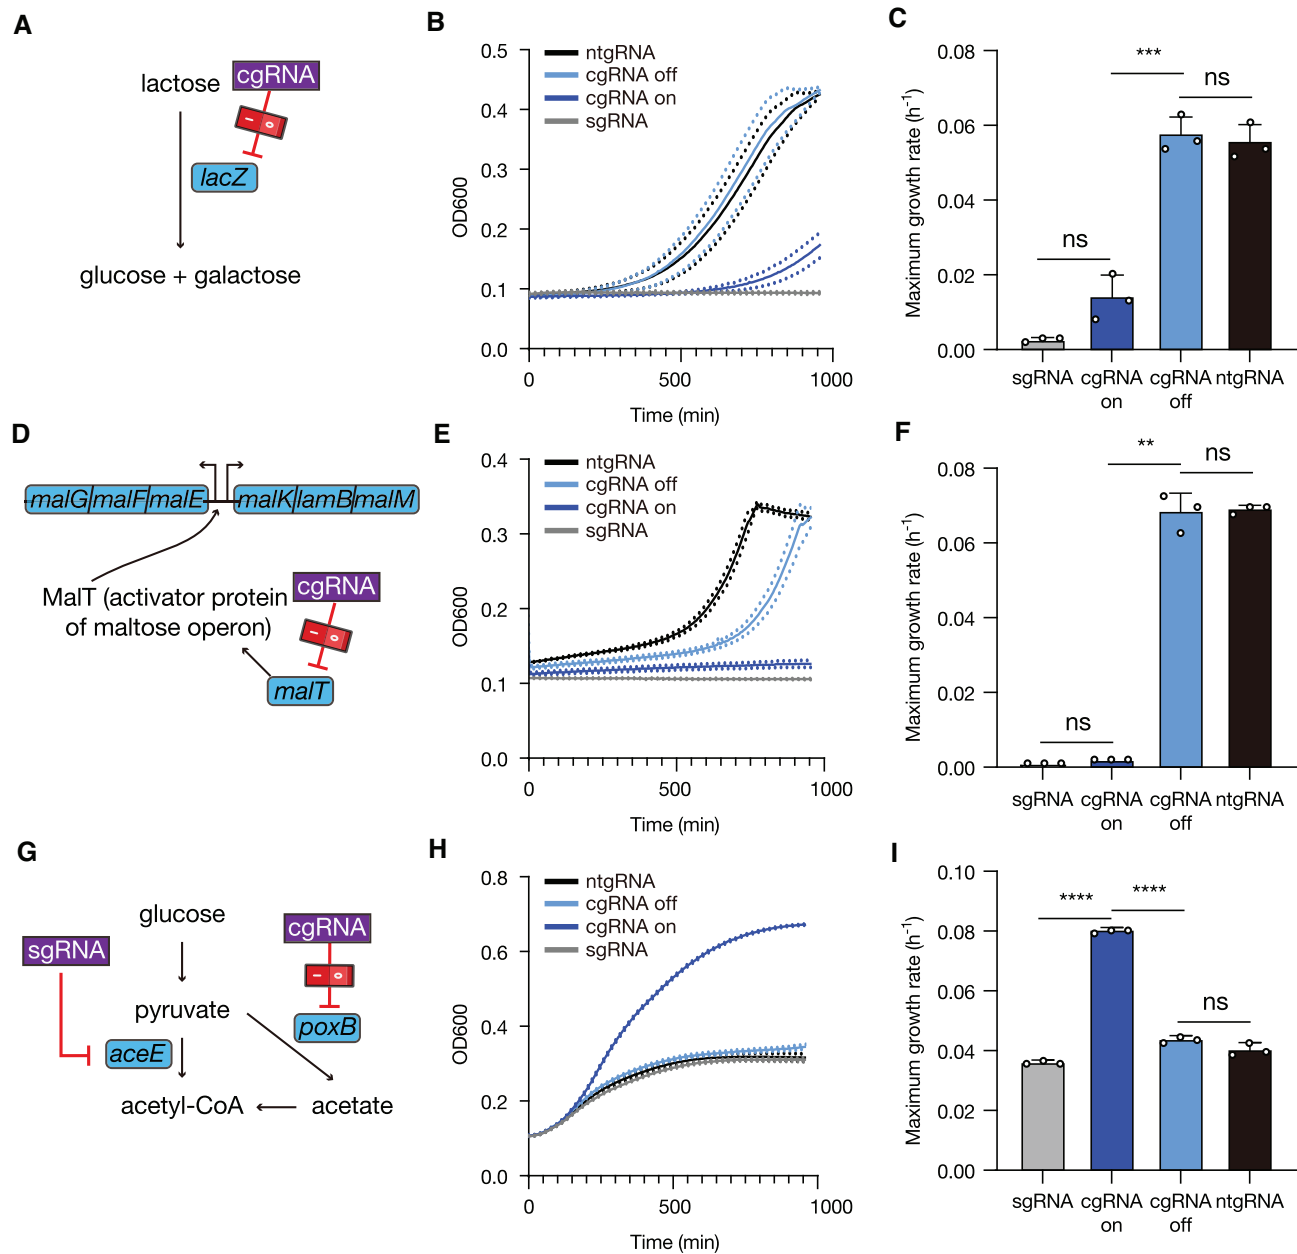 A
lactose
cgRNA
I O
lacZ
glucose + galactose
B
OD600
0.5
0.4
0.3
0.2
0.1
0.0
ntgRNA
cgRNA off
cgRNA on
sgRNA
0 500 1000
Time (min)
C
Maximum growth rate (h-1)
0.08
0.06
0.04
0.02
0.00
***
ns
ns
sgRNA cgRNA on cgRNA off ntgRNA
D
malG malF malE malK lamB malM
MalT (activator protein
of maltose operon)
cgRNA
I O
malT
E
OD600
0.4
0.3
0.2
0.1
0.0
ntgRNA
cgRNA off
cgRNA on
sgRNA
0 500 1000
Time (min)
F
Maximum growth rate (h-1)
0.08
0.06
0.04
0.02
0.00
**
ns
ns
sgRNA cgRNA on cgRNA off ntgRNA
G
glucose
sgRNA
cgRNA
I O
pyruvate
poxB
aceE
acetyl-CoA
acetate
H
OD600
0.8
0.6
0.4
0.2
0.0
ntgRNA
cgRNA off
cgRNA on
sgRNA
0 500 1000
Time (min)
I
Maximum growth rate (h-1)
0.10
0.08
0.06
0.04
0.02
0.00
****
****
ns
sgRNA cgRNA on cgRNA off ntgRNA